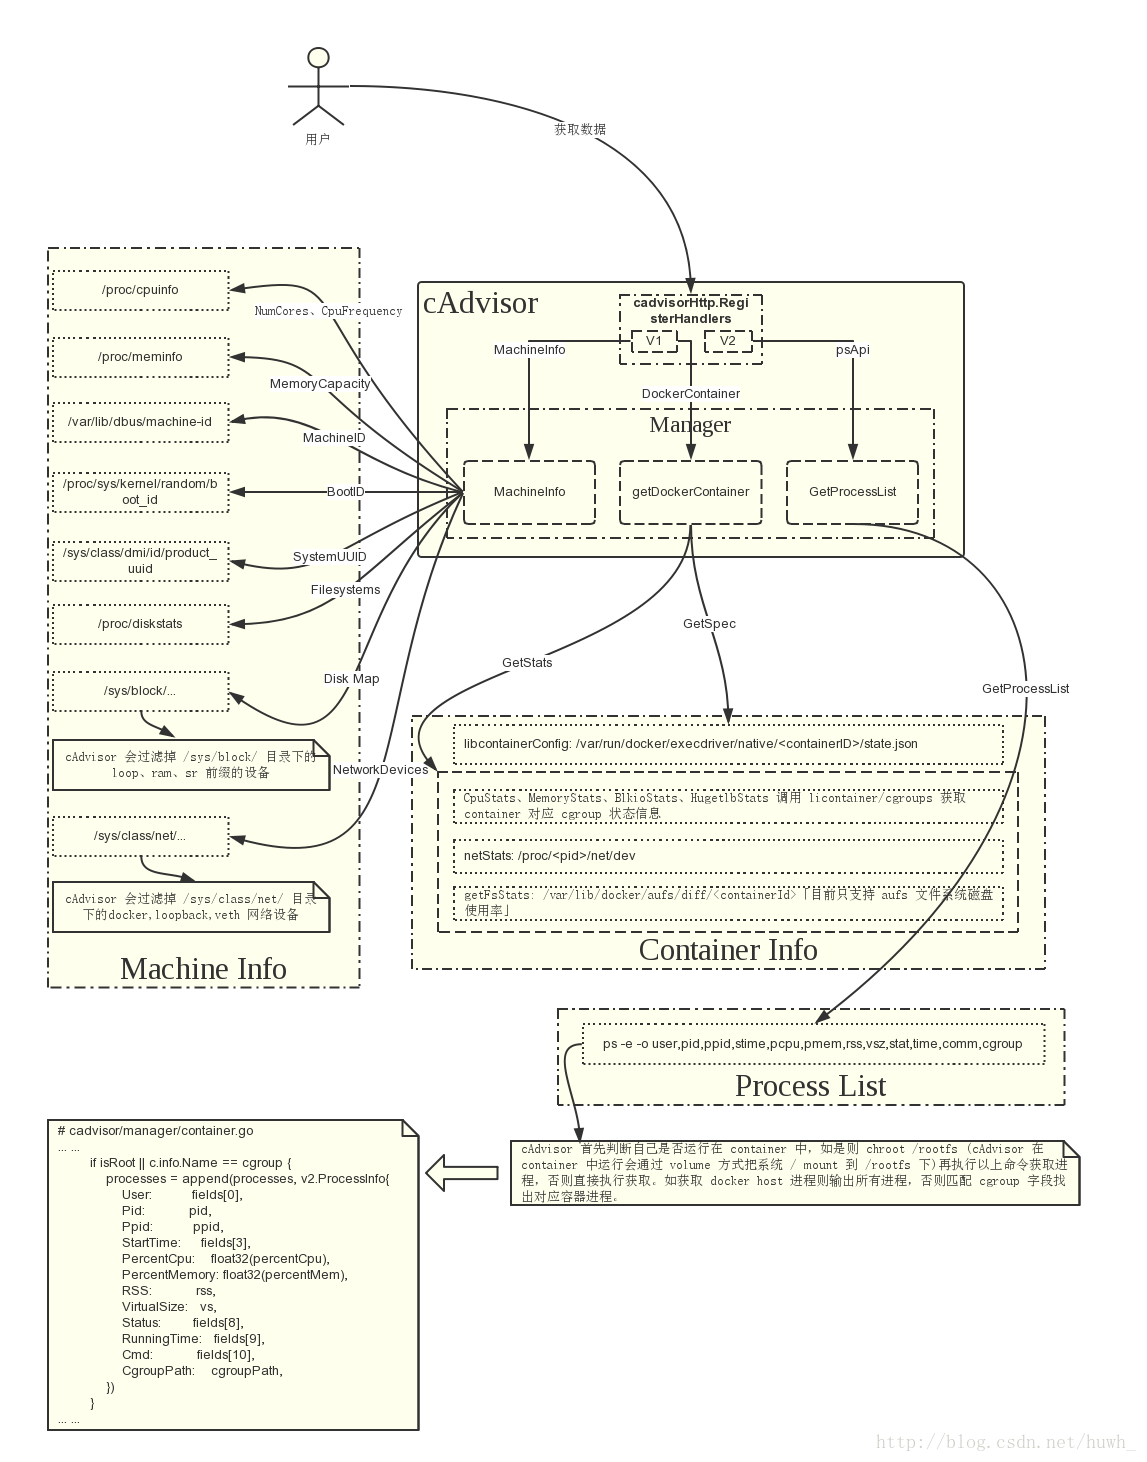 用户
获取数据
cAdvisor
cadvisorHttp.Regi
sterHandlers
V1
V2
MachineInfo
psApi
DockerContainer
Manager
MachineInfo
getDockerContainer
GetProcessList
/proc/cpuinfo
NumCores、CpuFrequency
/proc/meminfo
MemoryCapacity
/var/lib/dbus/machine-id
MachineID
/proc/sys/kernel/random/b
oot_id
BootID
/sys/class/dmi/id/product_
uuid
SystemUUID
Filesystems
/proc/diskstats
/sys/block/...
Disk Map
cAdvisor 会过滤掉 /sys/block/ 目录下的
loop、ram、sr 前缀的设备
NetworkDevices
/sys/class/net/...
cAdvisor 会过滤掉 /sys/class/net/ 目录
下的docker,loopback,veth 网络设备
Machine Info
GetStats
GetSpec
GetProcessList
libcontainerConfig: /var/run/docker/execdriver/native/<containerID>/state.json
CpuStats、MemoryStats、BlkioStats、HugetlbStats 调用 licontainer/cgroups 获取
container 对应 cgroup 状态信息
netStats: /proc/<pid>/net/dev
getFsStats: /var/lib/docker/aufs/diff/<containerId>「目前只支持 aufs 文件系统磁盘
使用率」
Container Info
ps -e -o user,pid,ppid,stime,pcpu,pmem,rss,vsz,stat,time,comm,cgroup
Process List
cAdvisor 首先判断自己是否运行在 container 中，如是则 chroot /rootfs (cAdvisor 在
container 中运行会通过 volume 方式把系统 / mount 到 /rootfs 下)再执行以上命令获取进
程，否则直接执行获取。如获取 docker host 进程则输出所有进程，否则匹配 cgroup 字段找
出对应容器进程。
# cadvisor/manager/container.go
... ...
if isRoot || c.info.Name == cgroup {
processes = append(processes, v2.ProcessInfo{
User: fields[0],
Pid: pid,
Ppid: ppid,
StartTime: fields[3],
PercentCpu: float32(percentCpu),
PercentMemory: float32(percentMem),
RSS: rss,
VirtualSize: vs,
Status: fields[8],
RunningTime: fields[9],
Cmd: fields[10],
CgroupPath: cgroupPath,
})
}
... ...
http://blog.csdn.net/huwh_